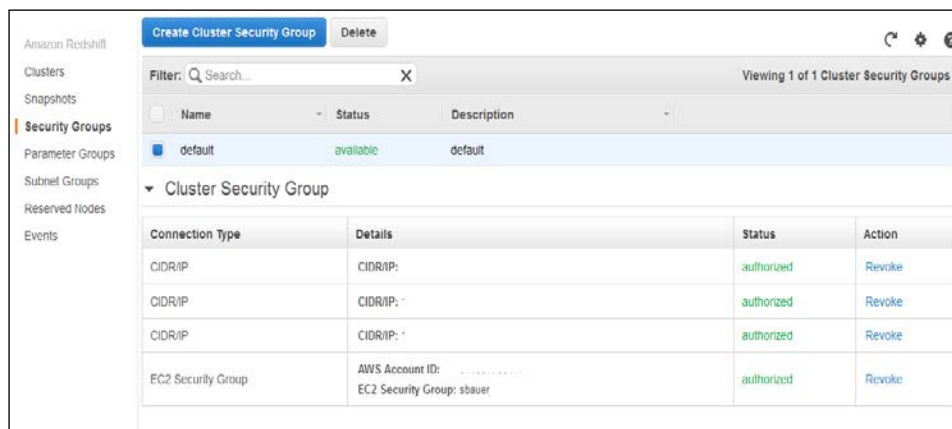 Amazon Redshift
Clusters
Snapshots
Security Groups
Parameter Groups
Subnet Groups
Reserved Nodes
Events
Create Cluster Security Group Delete
Filter: Search... X Viewing 1 of 1 Cluster Security Groups
Name Status Description
default available default
Cluster Security Group
Connection Type Details Status Action
CIDR/IP CIDR/IP: authorized Revoke
CIDR/IP CIDR/IP: authorized Revoke
CIDR/IP CIDR/IP: authorized Revoke
EC2 Security Group AWS Account ID: authorized Revoke
EC2 Security Group: sbauer